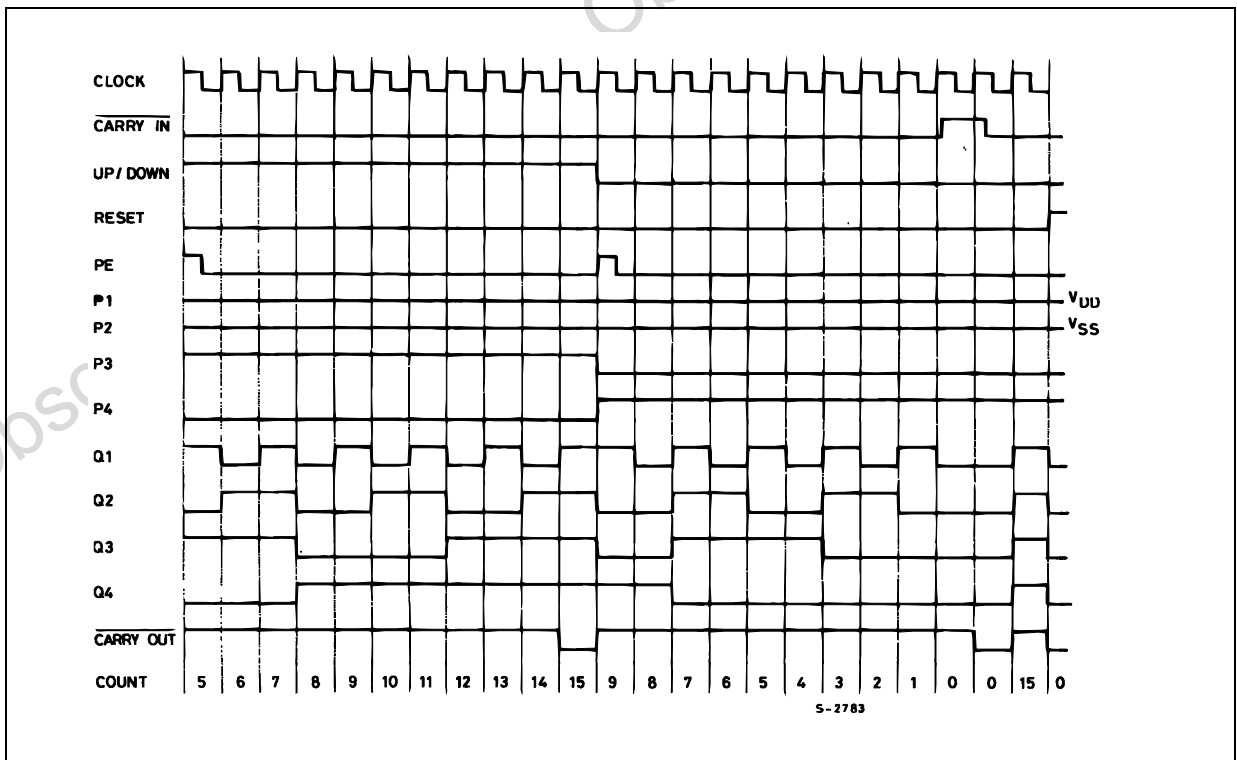 Obs
Obsc
CLOCK
CARRY IN
UP/DOWN
RESET
PE
P1 VDD
P2 VSS
P3
P4
Q1
Q2
Q3
Q4
CARRY OUT
COUNT 5 6 7 8 9 10 11 12 13 14 15 9 8 7 6 5 4 3 2 1 0 0 15 0
S-2783